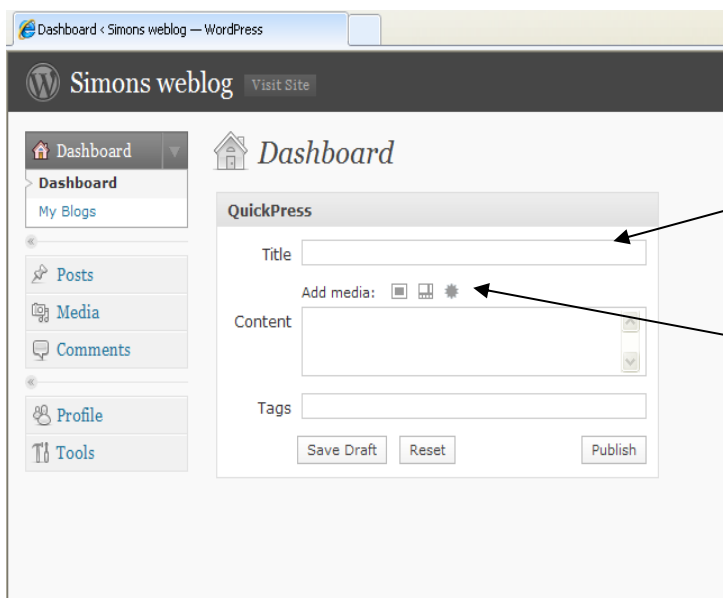 Dashboard ‹ Simons weblog — WordPress
Simons weblog Visit Site
Dashboard
Dashboard
My Blogs
Posts
Media
Comments
Profile
Tools
Dashboard
QuickPress
Title
Add media:
Content
Tags
Save Draft Reset Publish